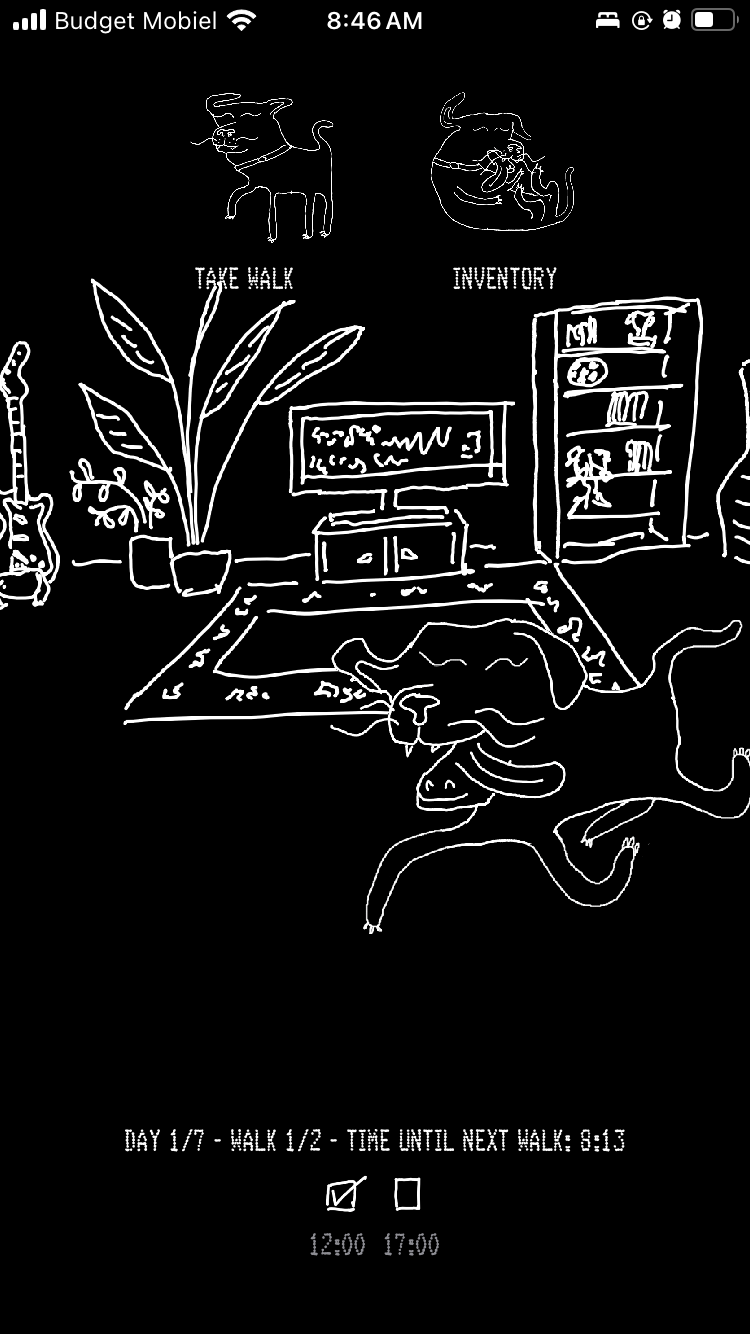 Budget Mobiel 8:46 AM
TAKE WALK INVENTORY
DAY 1/7 - WALK 1/2 - TIME UNTIL NEXT WALK: 8:13
12:00 17:00